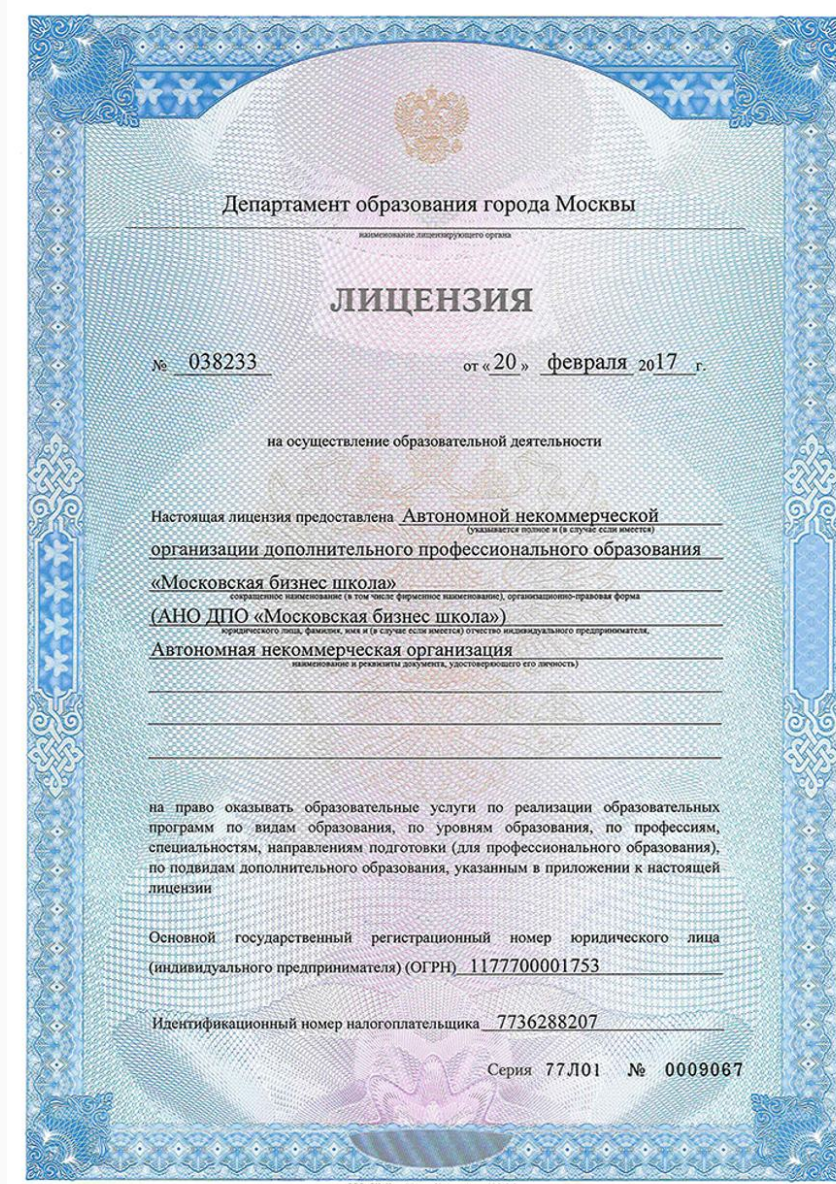 Департамент образования города Москвы
наименование лицензирующего органа
ЛИЦЕНЗИЯ
№ 038233 от «20» февраля 2017 г.
на осуществление образовательной деятельности
Настоящая лицензия предоставлена Автономной некоммерческой
(указывается полное и (в случае если имеется)
организации дополнительного профессионального образования
«Московская бизнес школа»
сокращенное наименование (в том числе фирменное наименование), организационно-правовая форма
(АНО ДПО «Московская бизнес школа»)
юридического лица, фамилия, имя и (в случае если имеется) отчество индивидуального предпринимателя,
Автономная некоммерческая организация
наименование и реквизиты документа, удостоверяющего его личность)
на право оказывать образовательные услуги по реализации образовательных
программ по видам образования, по уровням образования, по профессиям,
специальностям, направлениям подготовки (для профессионального образования),
по подвидам дополнительного образования, указанным в приложении к настоящей
лицензии
Основной государственный регистрационный номер юридического лица
(индивидуального предпринимателя) (ОГРН) 1177700001753
Идентификационный номер налогоплательщика 7736288207
Серия 77Л01 № 0009067